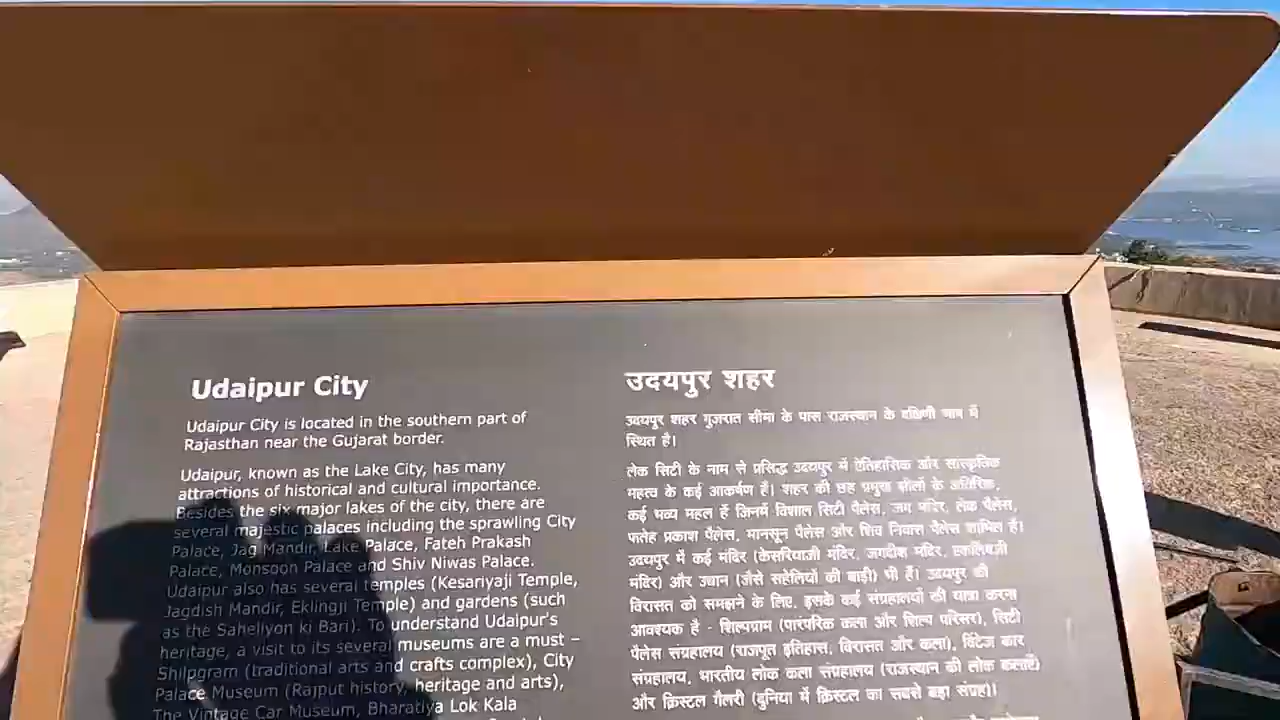 Udaipur City
Udaipur City is located in the southern part of
Rajasthan near the Gujarat border.
Udaipur, known as the Lake City, has many
attractions of historical and cultural importance.
Besides the six major lakes of the city, there are
several majestic palaces including the sprawling City
Palace, Jag Mandir, Lake Palace, Fateh Prakash
Palace, Monsoon Palace and Shiv Niwas Palace.
Udaipur also has several temples (Kesariyaji Temple,
Jagdish Mandir, Eklingji Temple) and gardens (such
as the Saheliyon ki Bari). To understand Udaipur's
heritage, a visit to its several museums are a must –
Shilpgram (traditional arts and crafts complex), City
Palace Museum (Rajput history, heritage and arts),
The Vintage Car Museum, Bharatiya Lok Kala
उदयपुर शहर
उदयपुर शहर गुजरात सीमा के पास राजस्थान के दक्षिणी भाग में
स्थित है।
लेक सिटी के नाम से प्रसिद्ध उदयपुर में ऐतिहासिक और सांस्कृतिक
महत्व के कई आकर्षण हैं। शहर की छह प्रमुख झीलों के अतिरिक्त,
कई भव्य महल हैं जिनमें विशाल सिटी पैलेस, जग मंदिर, लेक पैलेस,
फतेह प्रकाश पैलेस, मानसून पैलेस और शिव निवास पैलेस शामिल हैं।
उदयपुर में कई मंदिर (केसरियाजी मंदिर, जगदीश मंदिर, एकलिंगजी
मंदिर) और उद्यान (जैसे सहेलियों की बाड़ी) भी हैं। उदयपुर की
विरासत को समझने के लिए, इसके कई संग्रहालयों की यात्रा करना
आवश्यक है - शिल्पग्राम (पारंपरिक कला और शिल्प परिसर), सिटी
पैलेस संग्रहालय (राजपूत इतिहास, विरासत और कला), विंटेज कार
संग्रहालय, भारतीय लोक कला संग्रहालय (राजस्थान की लोक कलाएँ)
और क्रिस्टल गैलरी (दुनिया में क्रिस्टल का सबसे बड़ा संग्रह)।